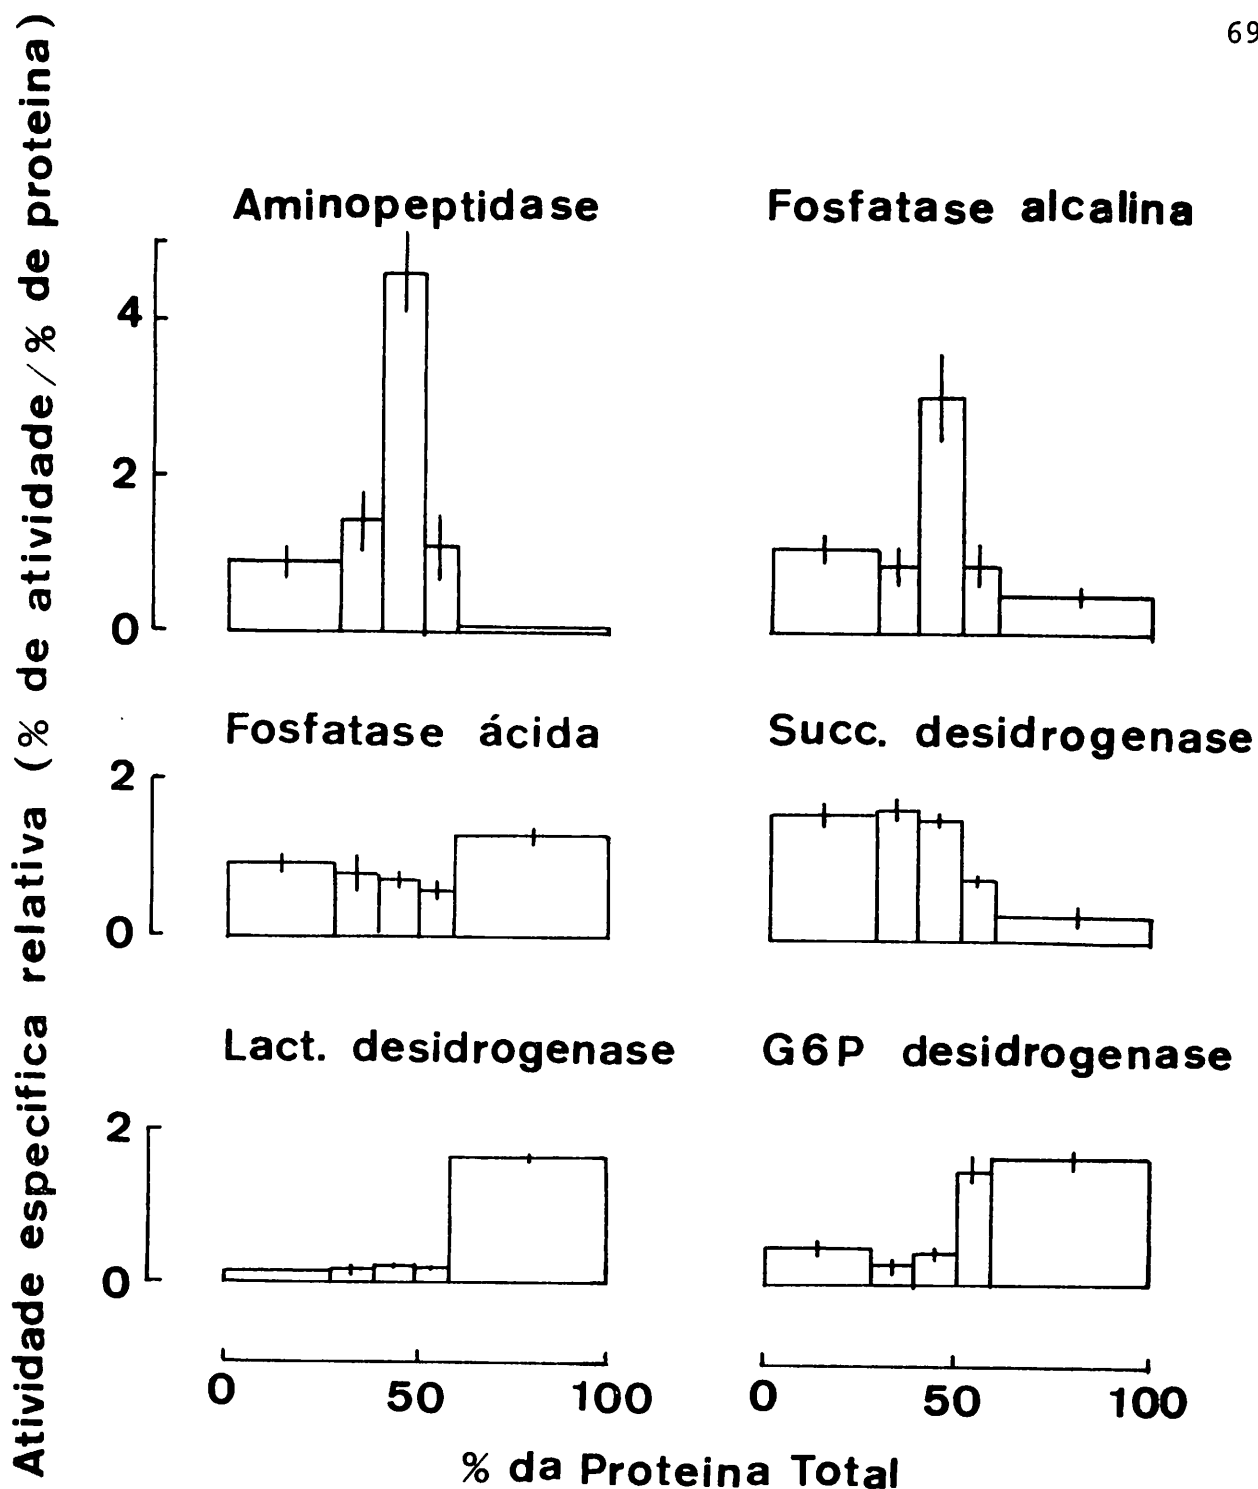 69
Atividade específica relativa (% de atividade/% de proteina)
Aminopeptidase
Fosfatase alcalina
4
2
0
Fosfatase ácida
Succ. desidrogenase
2
0
Lact. desidrogenase
G6P desidrogenase
2
0
0 50 100
0 50 100
% da Proteina Total